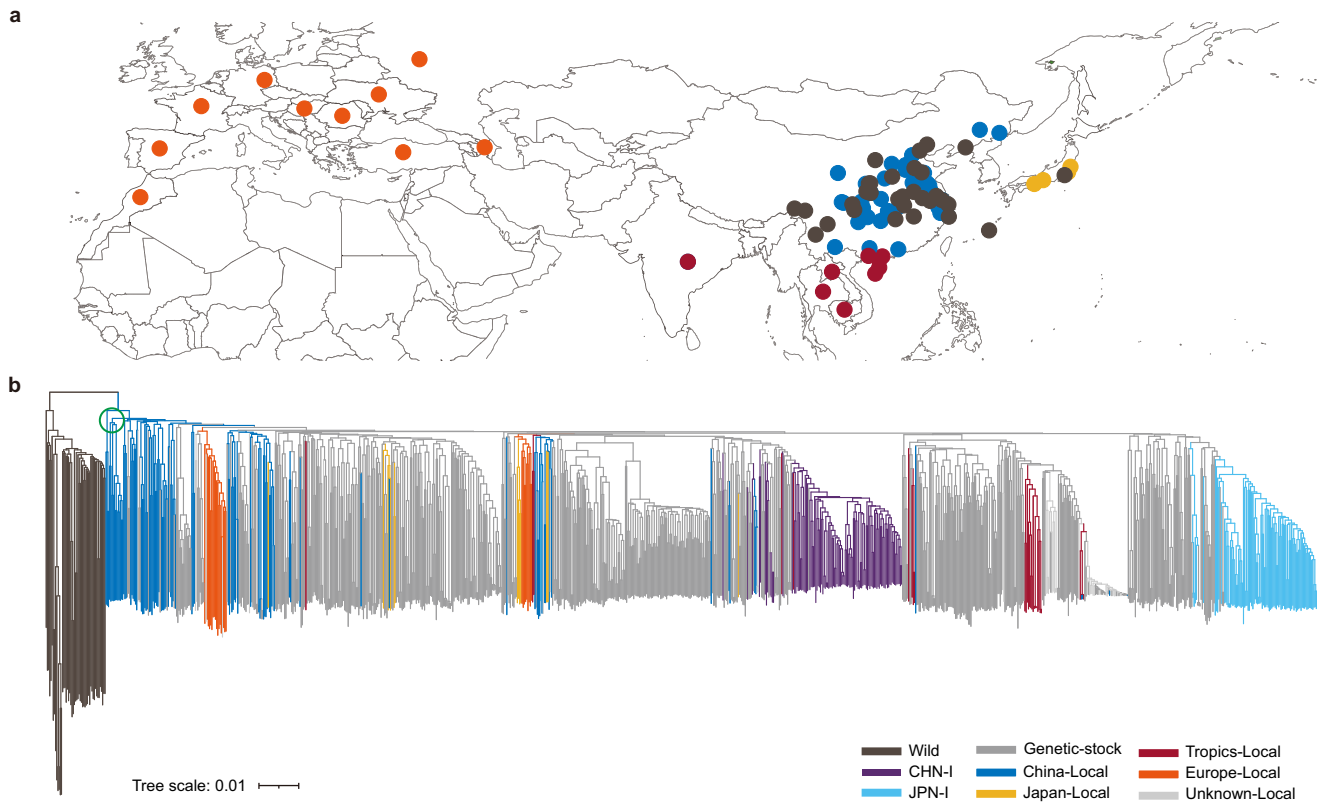 a
b
Tree scale: 0.01
Wild
Genetic-stock
Tropics-Local
CHN-I
China-Local
Europe-Local
JPN-I
Japan-Local
Unknown-Local